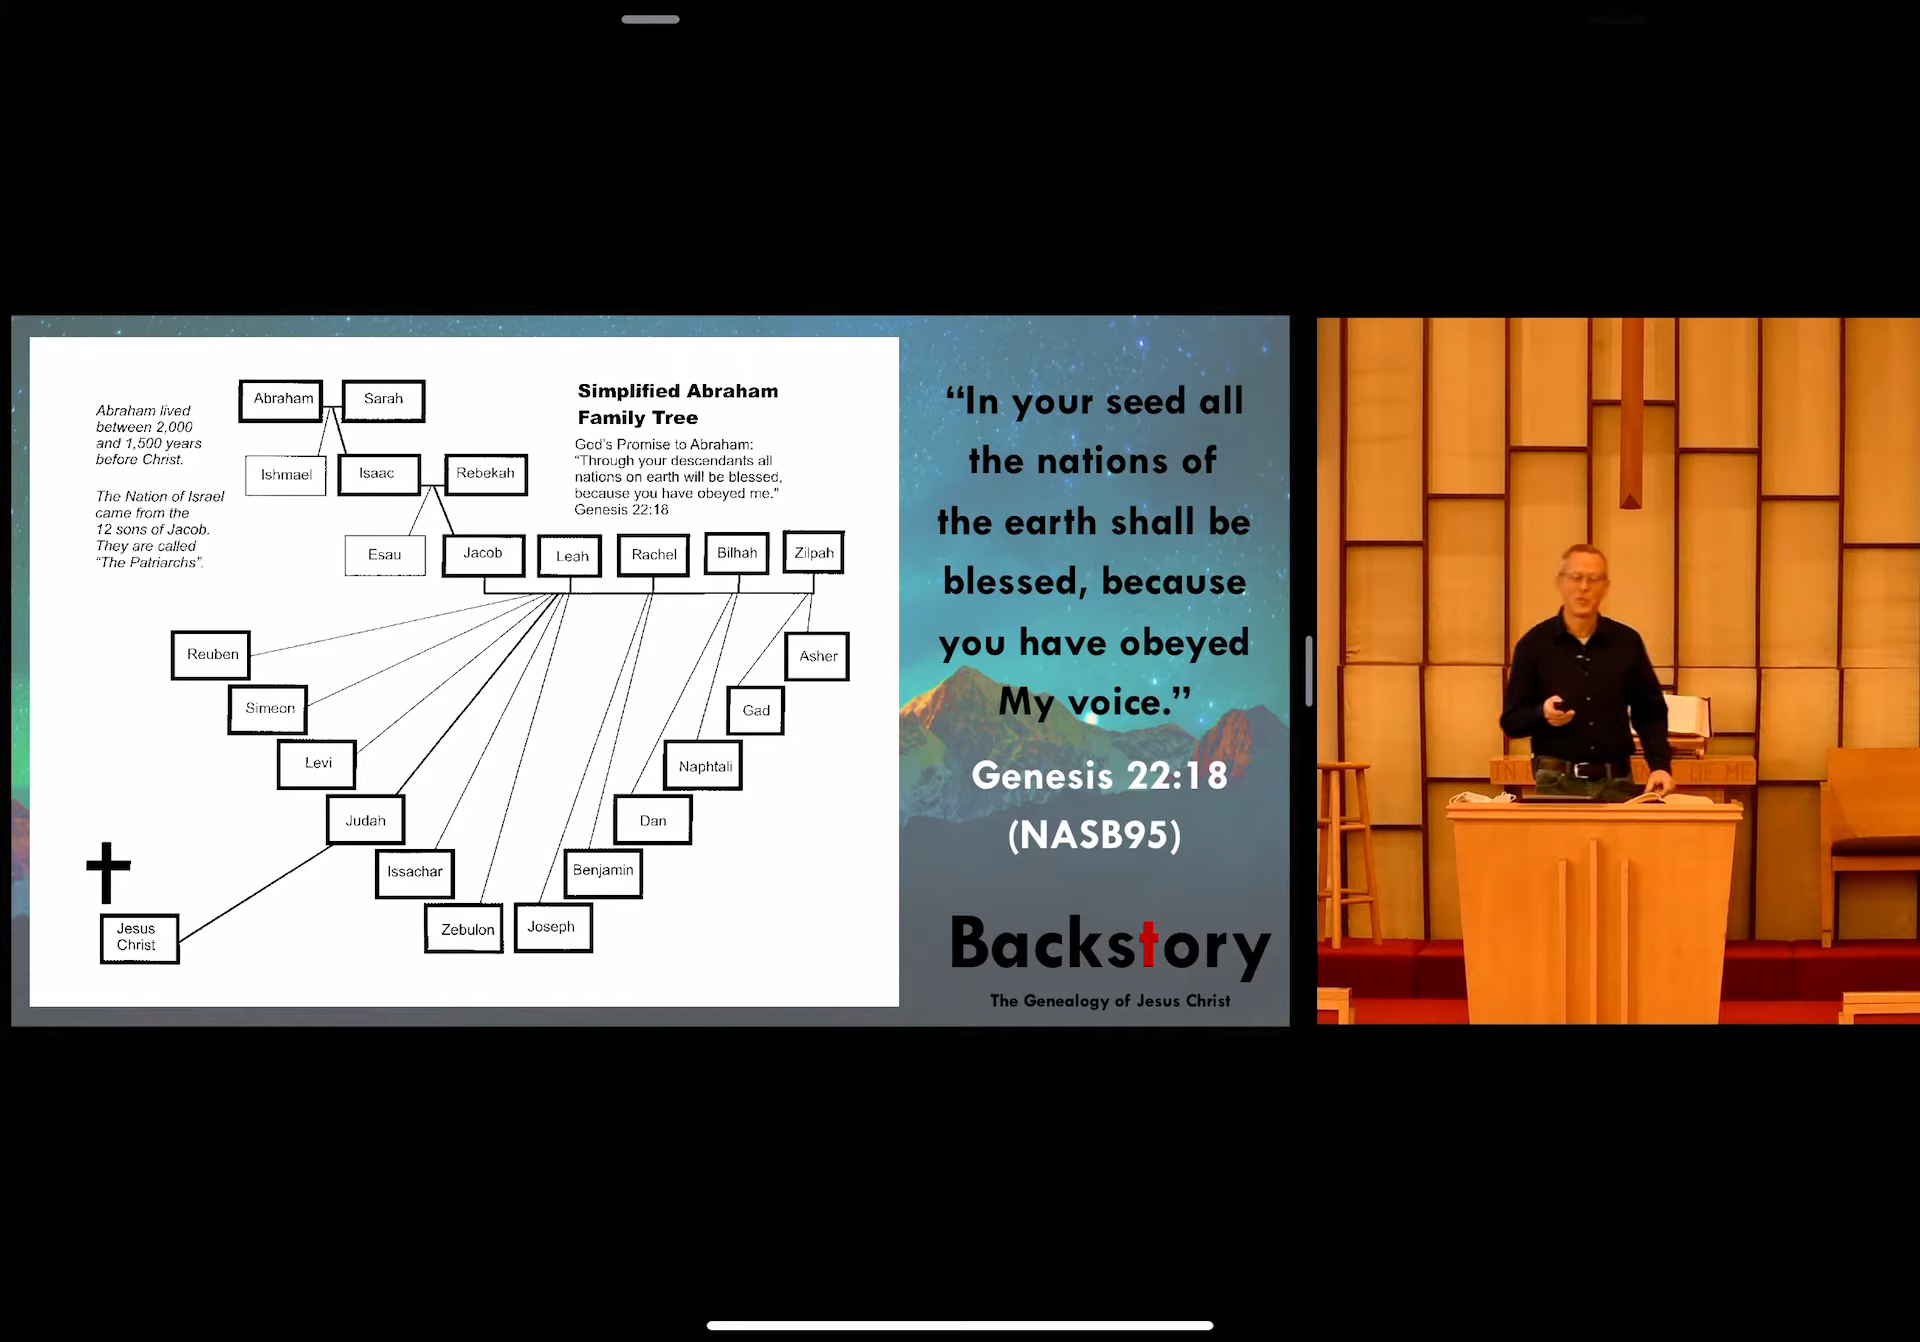 Abraham lived
between 2,000
and 1,500 years
before Christ.
The Nation of Israel
came from the
12 sons of Jacob.
They are called
"The Patriarchs".
Abraham
Sarah
Simplified Abraham
Family Tree
God's Promise to Abraham:
"Through your descendants all
nations on earth will be blessed,
because you have obeyed me."
Genesis 22:18
Ishmael
Isaac
Rebekah
Esau
Jacob
Leah
Rachel
Bilhah
Zilpah
Reuben
Asher
Simeon
Gad
Levi
Naphtali
Judah
Dan
Issachar
Benjamin
Zebulon
Joseph
Jesus
Christ
“In your seed all
the nations of
the earth shall be
blessed, because
you have obeyed
My voice.”
Genesis 22:18
(NASB95)
Backstory
The Genealogy of Jesus Christ
IN
ME